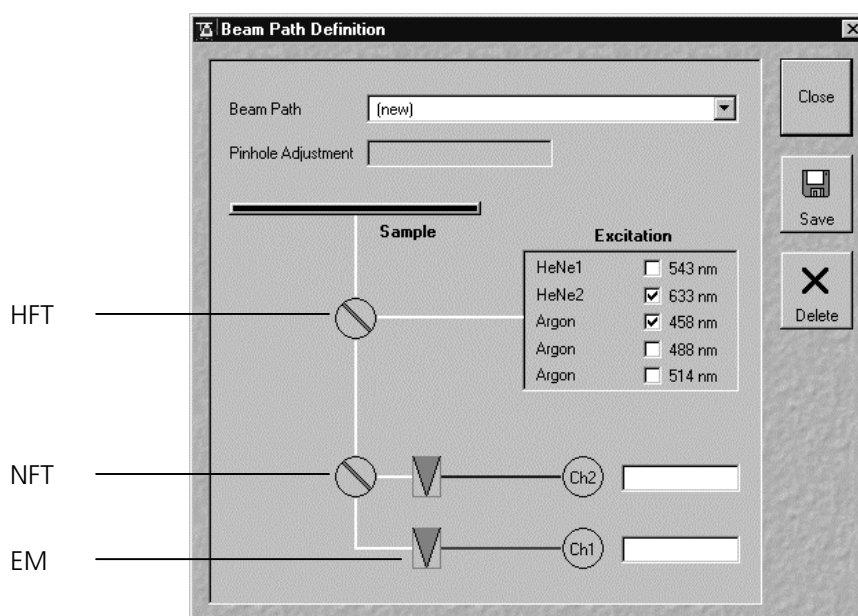 Beam Path Definition
Close
Beam Path (new)
Pinhole Adjustment
Save
Sample
Excitation
HeNe1 543 nm
HeNe2 633 nm
Delete
HFT
Argon 458 nm
Argon 488 nm
Argon 514 nm
NFT
Ch2
EM
Ch1